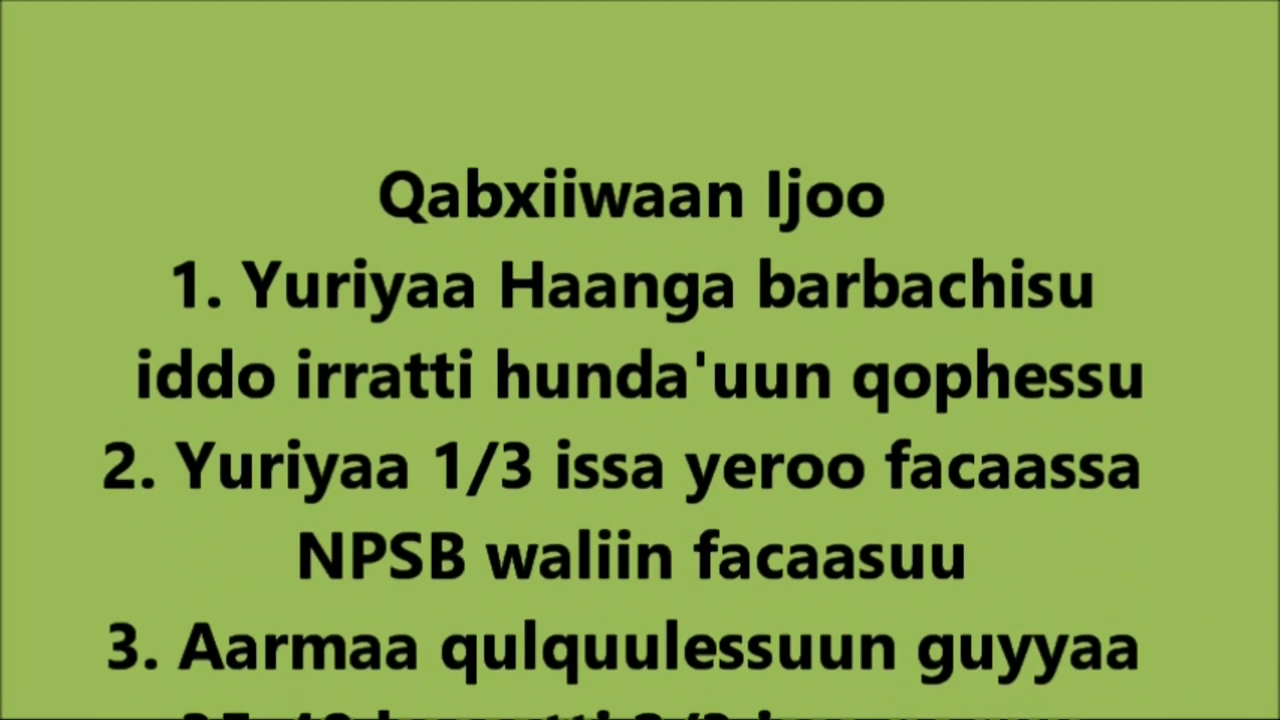 Qabxiiwaan Ijoo
1. Yuriyaa Haanga barbachisu
iddo irratti hunda'uun qophessu
2. Yuriyaa 1/3 issa yeroo facaassa
NPSB waliin facaasuu
3. Aarmaa qulquulessuun guyyaa